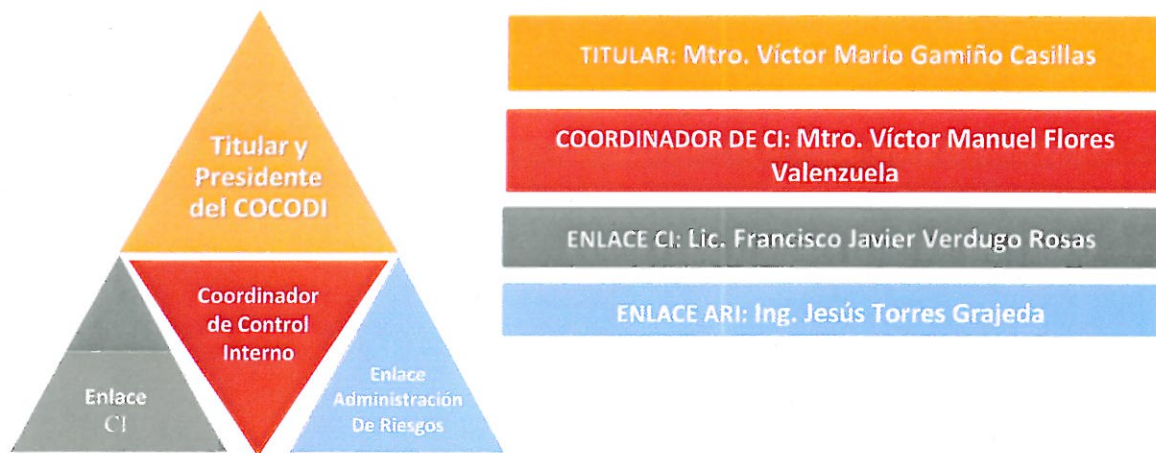 Titular y
Presidente
del COCODI
Coordinador
de Control
Interno
Enlace
CI
Enlace
Administración
De Riesgos
TITULAR: Mtro. Víctor Mario Gamiño Casillas
COORDINADOR DE CI: Mtro. Víctor Manuel Flores
Valenzuela
ENLACE CI: Lic. Francisco Javier Verdugo Rosas
ENLACE ARI: Ing. Jesús Torres Grajeda